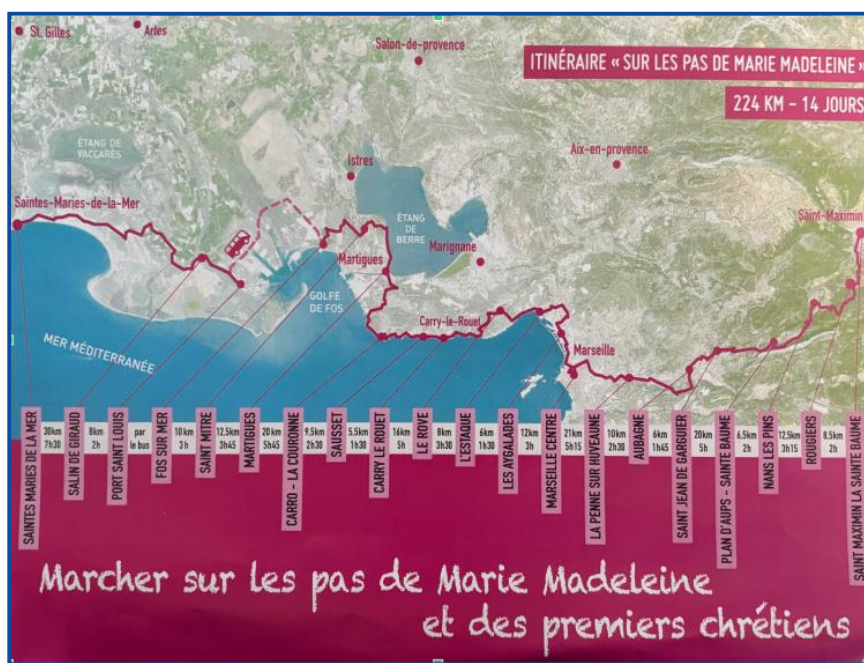 St. Gilles
Arles
Salon-de-provence
ITINÉRAIRE « SUR LES PAS DE MARIE MADELEINE »
224 KM - 14 JOURS
ÉTANG DE
VACCARÈS
Istres
Aix-en-provence
Saintes-Maries-de-la-Mer
ÉTANG
DE
BERRE
Saint-Maximin
Marignane
Martigues
GOLFE
DE FOS
Carry-le-Rouet
MER MÉDITERRANÉE
Marseille
SAINTES MARIES DE LA MER
30km
7h30
SALIN DE GIRAUD
8km
2h
PORT SAINT LOUIS
par
le bus
FOS SUR MER
10km
3h
SAINT MITRE
12,5km
3h45
MARTIGUES
20km
5h45
CARRO - LA COURONNE
9,5km
2h30
SAUSSET
5,5km
1h30
CARRY LE ROUET
16km
5h
LE ROVE
8km
3h30
L'ESTAQUE
6km
1h30
LES AYGALADES
12km
3h
MARSEILLE CENTRE
21km
5h15
LA PENNE SUR HUVEAUNE
10km
2h30
AUBAGNE
6km
1h45
SAINT JEAN DE GARGUIER
20km
5h
PLAN D'AUPS - SAINTE BAUME
6,5km
2h
NANS LES PINS
12,5km
3h15
ROUGIERS
8,5km
2h
SAINT MAXIMIN LA SAINTE BAUME
Marcher sur les pas de Marie Madeleine
et des premiers chrétiens